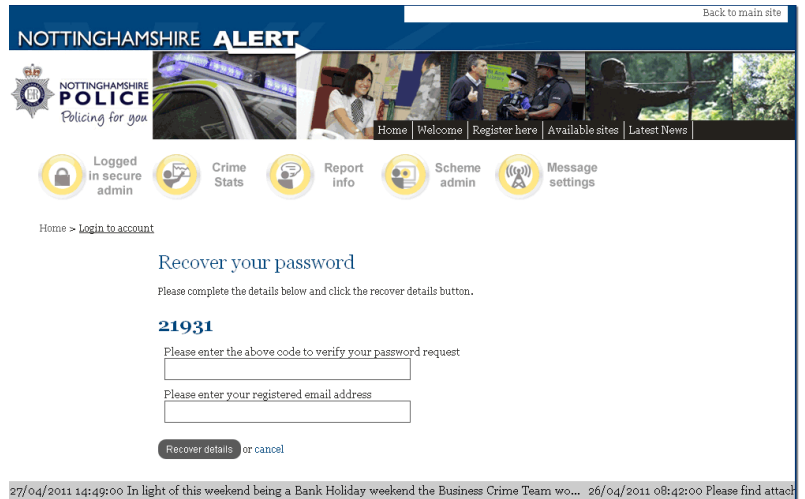 Back to main site
NOTTINGHAMSHIRE ALERT
NOTTINGHAMSHIRE
POLICE
Policing for you
Home Welcome Register here Available sites Latest News
Logged
in secure
admin
Crime
Stats
Report
info
Scheme
admin
Message
settings
Home > Login to account
Recover your password
Please complete the details below and click the recover details button.
21931
Please enter the above code to verify your password request
Please enter your registered email address
Recover details or cancel
27/04/2011 14:49:00 In light of this weekend being a Bank Holiday weekend the Business Crime Team wo... 26/04/2011 08:42:00 Please find attach